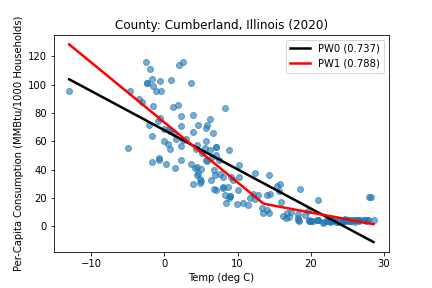 County: Cumberland, Illinois (2020)
Per-Capita Consumption (MMBtu/1000 Households)
120
100
80
60
40
20
0
PW0 (0.737)
PW1 (0.788)
−10
0
10
20
30
Temp (deg C)